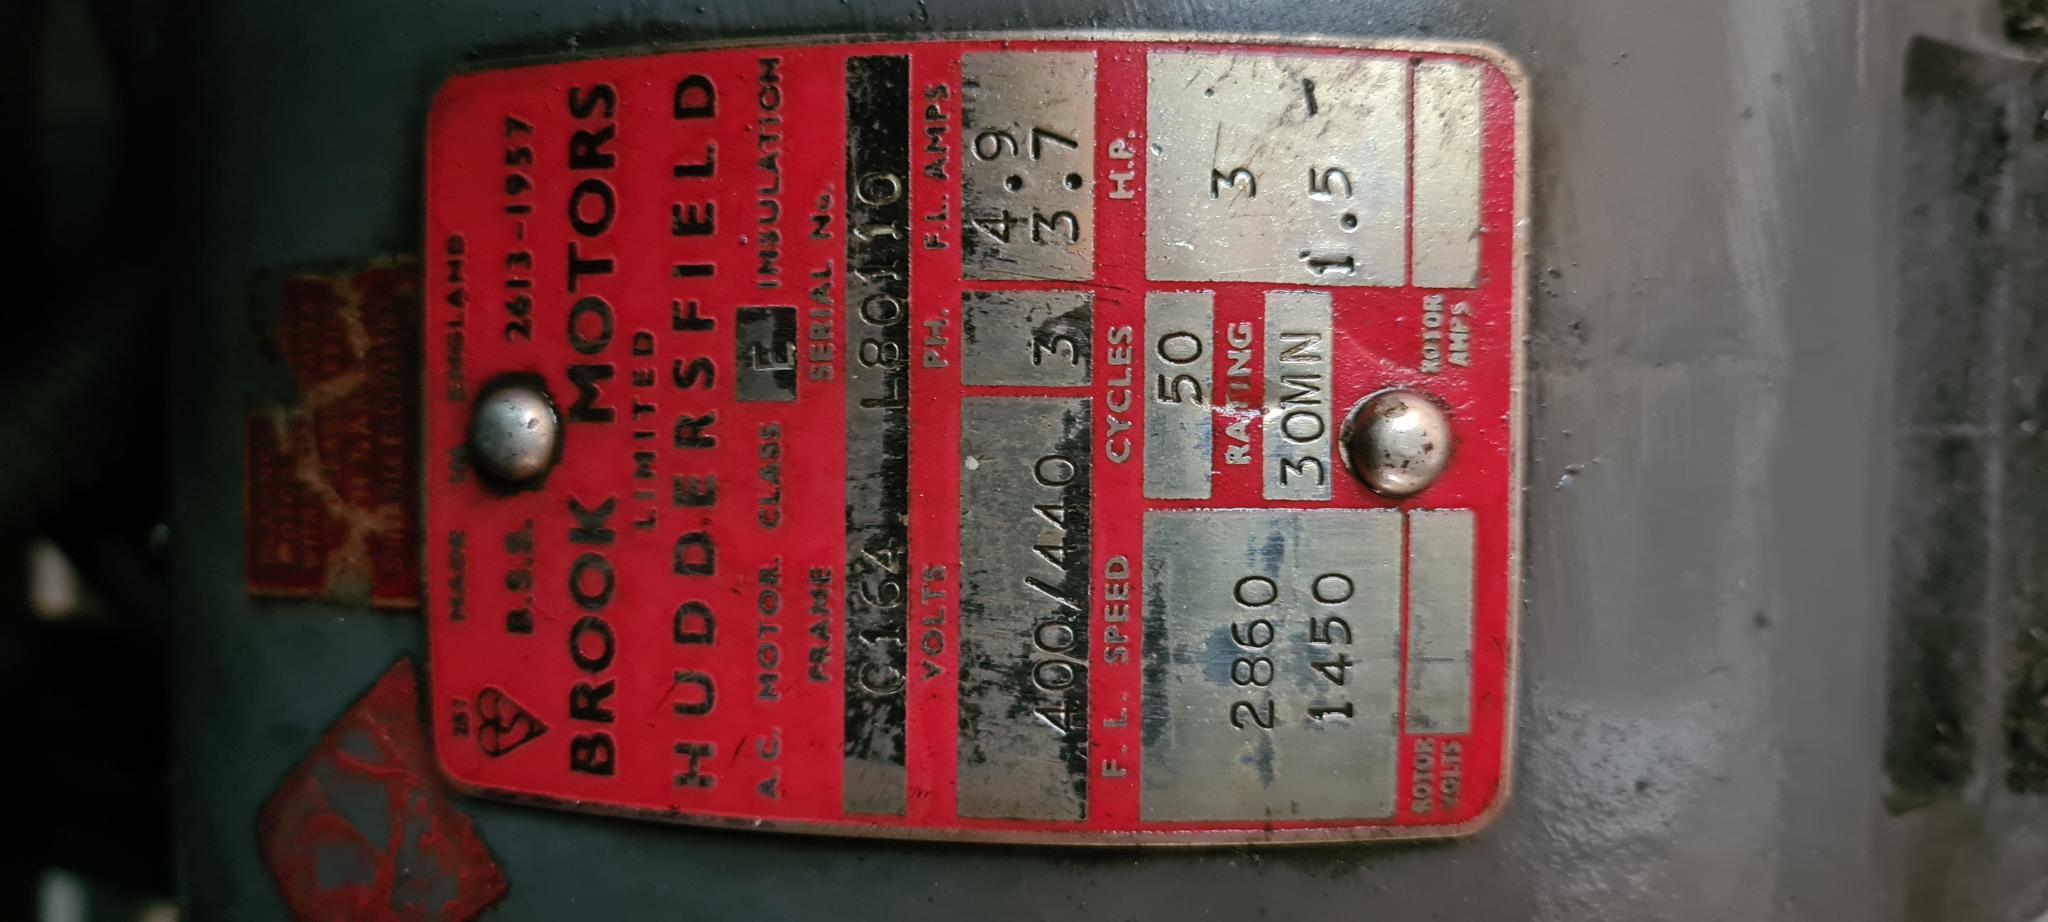 251 MADE IN ENGLAND
B.S.S. 2613-1957
BROOK MOTORS
LIMITED
HUDDERSFIELD
A.C. MOTOR. CLASS E INSULATION
FRAME SERIAL No.
C164 L80110
VOLTS PH. F.L. AMPS
4.9
400/440 3 3.7
F. L. SPEED CYCLES H.P.
50
2860 RATING 3
1450 30MN 1.5 -
ROTOR VOLTS ROTOR AMPS